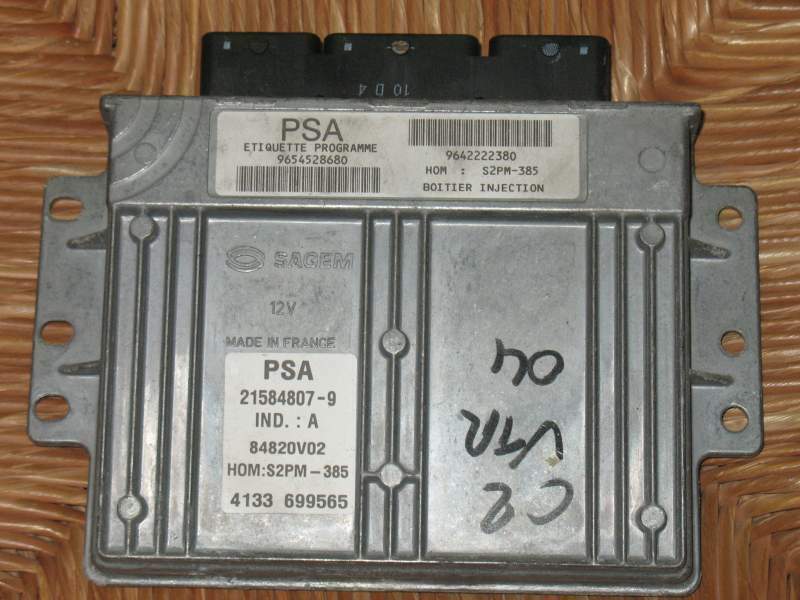 10 D 4
PSA
ETIQUETTE PROGRAMME
9654528680
9642222380
HOM : S2PM-385
BOITIER INJECTION
SAGEM
12V
MADE IN FRANCE
PSA
21584807-9
IND. : A
84820V02
HOM:S2PM-385
4133 699565
C2
VTR
04